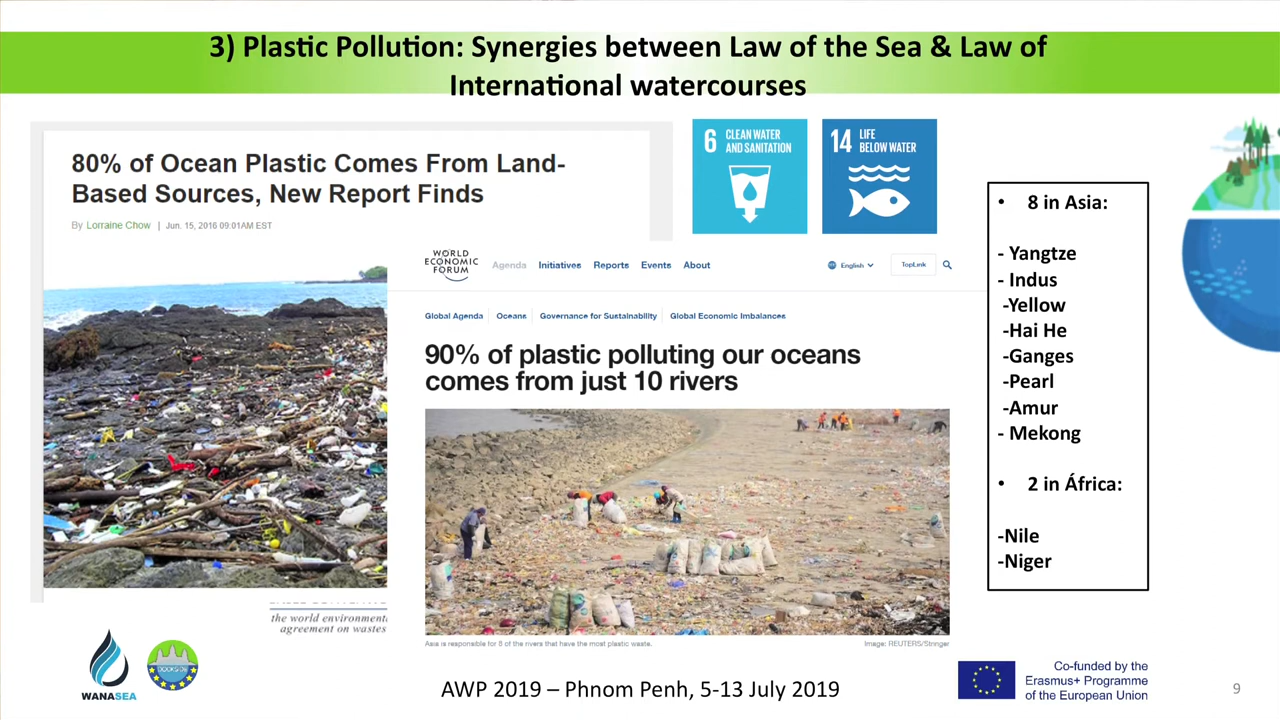 3) Plastic Pollution: Synergies between Law of the Sea & Law of
International watercourses
80% of Ocean Plastic Comes From Land-
Based Sources, New Report Finds
By Lorraine Chow | Jun. 15, 2016 09:01AM EST
6 CLEAN WATER
AND SANITATION
14 LIFE
BELOW WATER
WORLD
ECONOMIC
FORUM
Agenda Initiatives Reports Events About
English
TopLink
Global Agenda | Oceans | Governance for Sustainability | Global Economic Imbalances
90% of plastic polluting our oceans
comes from just 10 rivers
Asia is responsible for 8 of the rivers that have the most plastic waste.
Image: REUTERS/Stringer
the world environment
agreement on wastes
• 8 in Asia:
- Yangtze
- Indus
-Yellow
-Hai He
-Ganges
-Pearl
-Amur
- Mekong
• 2 in África:
-Nile
-Niger
WANASEA
AWP 2019 – Phnom Penh, 5-13 July 2019
Co-funded by the
Erasmus+ Programme
of the European Union
9